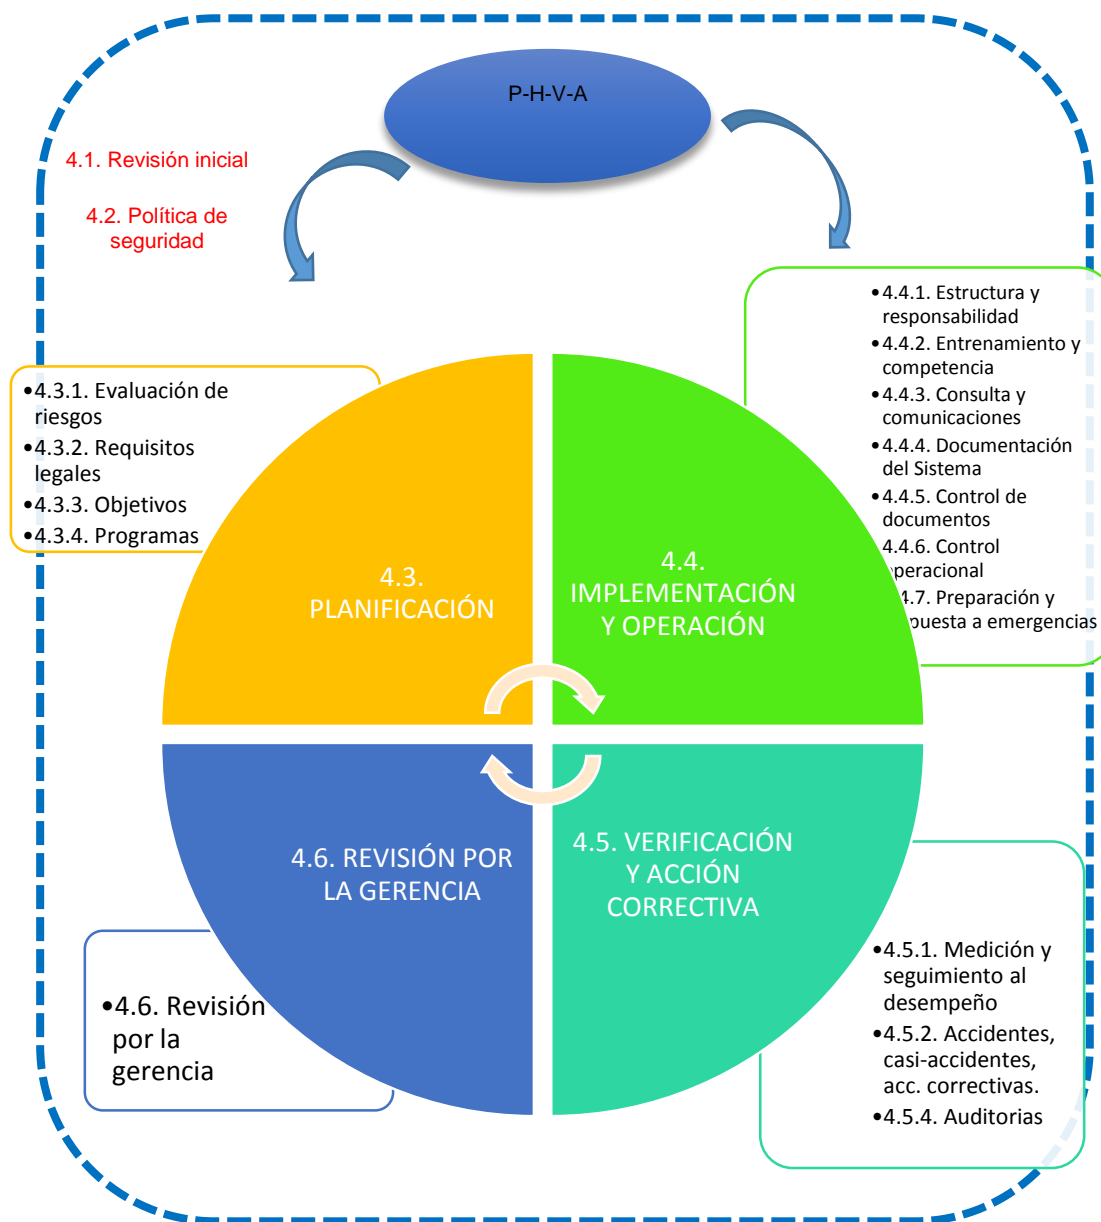 P-H-V-A
4.1. Revisión inicial
4.2. Política de
seguridad
•4.3.1. Evaluación de
riesgos
•4.3.2. Requisitos
legales
•4.3.3. Objetivos
•4.3.4. Programas
•4.4.1. Estructura y
responsabilidad
•4.4.2. Entrenamiento y
competencia
•4.4.3. Consulta y
comunicaciones
•4.4.4. Documentación
del Sistema
•4.4.5. Control de
documentos
4.4.6. Control
operacional
4.7. Preparación y
puesta a emergencias
4.3.
PLANIFICACIÓN
4.4.
IMPLEMENTACIÓN
Y OPERACIÓN
4.6. REVISIÓN POR
LA GERENCIA
4.5. VERIFICACIÓN
Y ACCIÓN
CORRECTIVA
•4.6. Revisión
por la
gerencia
•4.5.1. Medición y
seguimiento al
desempeño
•4.5.2. Accidentes,
casi-accidentes,
acc. correctivas.
•4.5.4. Auditorias